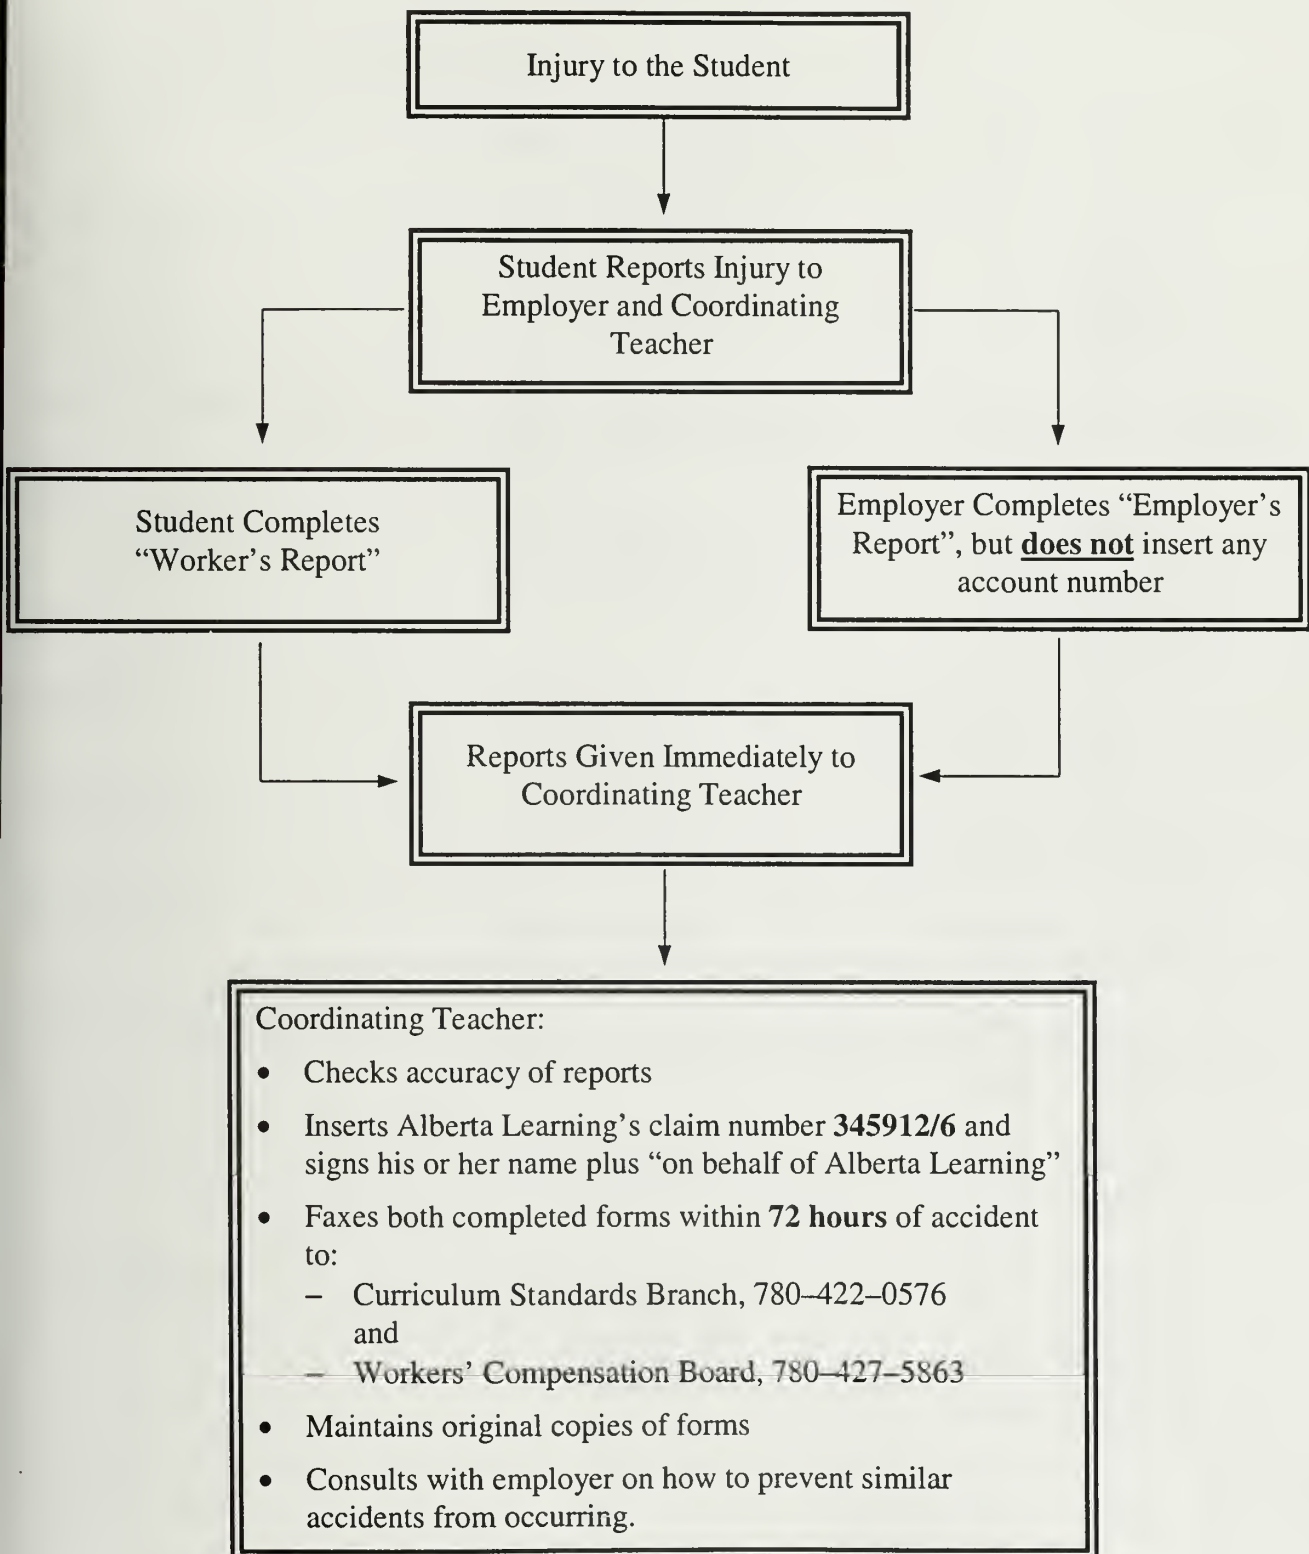 Injury to the Student
Student Reports Injury to
Employer and Coordinating
Teacher
Student Completes
“Worker’s Report”
Employer Completes “Employer’s
Report”, but does not insert any
account number
Reports Given Immediately to
Coordinating Teacher
Coordinating Teacher:
• Checks accuracy of reports
• Inserts Alberta Learning’s claim number 345912/6 and
signs his or her name plus “on behalf of Alberta Learning”
• Faxes both completed forms within 72 hours of accident
to:
– Curriculum Standards Branch, 780–422–0576
and
– Workers’ Compensation Board, 780–427–5863
• Maintains original copies of forms
• Consults with employer on how to prevent similar
accidents from occurring.